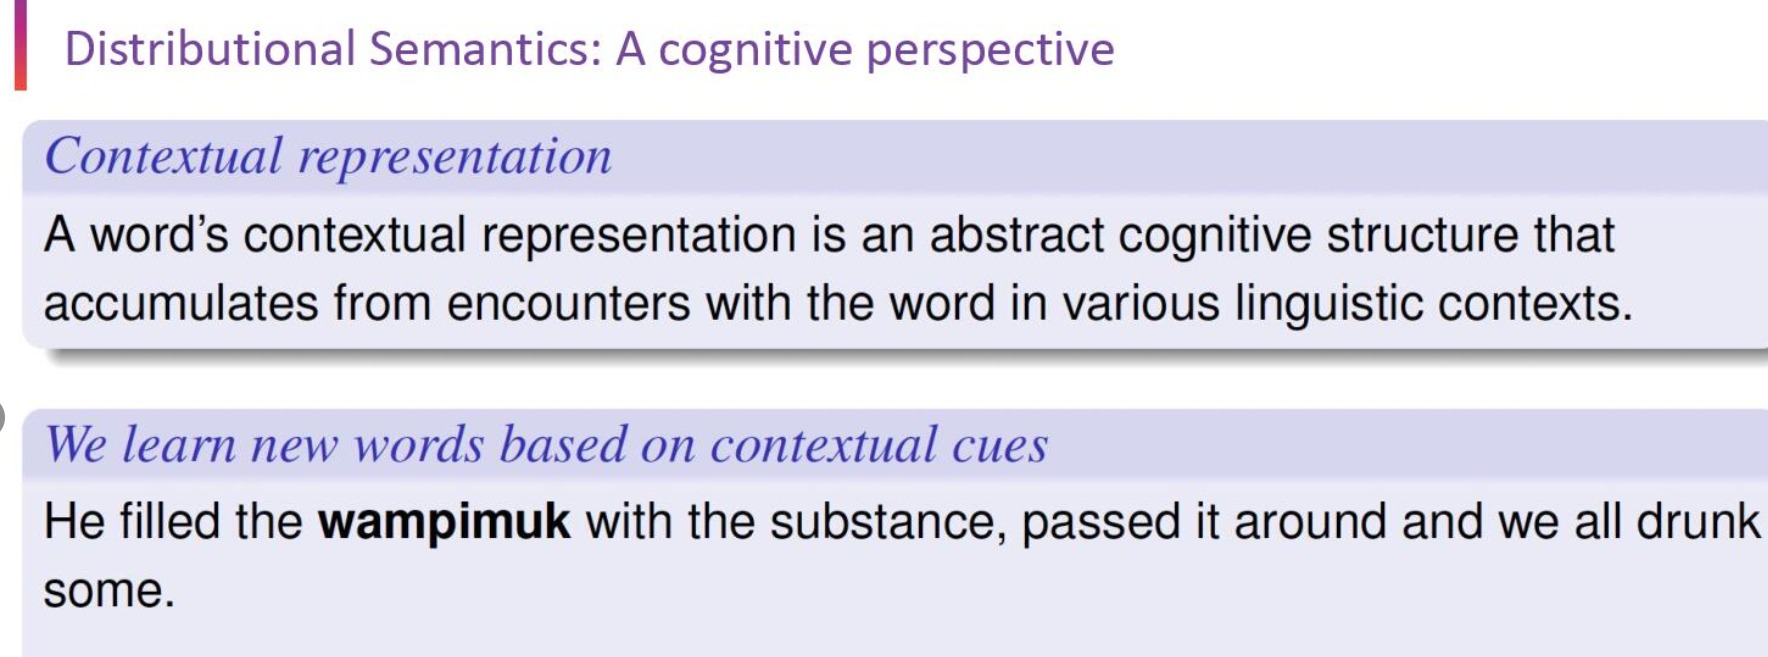 Distributional Semantics: A cognitive perspective
Contextual representation
A word's contextual representation is an abstract cognitive structure that
accumulates from encounters with the word in various linguistic contexts.
We learn new words based on contextual cues
He filled the wampimuk with the substance, passed it around and we all drunk
some.